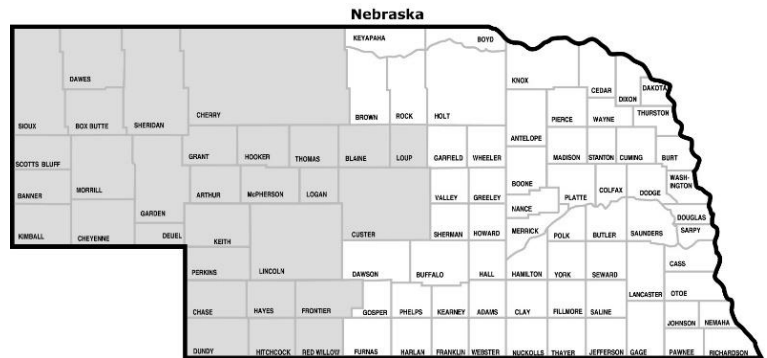 Nebraska
KEYAPAHA BOYD
KNOX
DAWES CEDAR DAKOTA
DIXON
SIOUX BOX BUTTE SHERIDAN CHERRY BROWN ROCK HOLT PIERCE WAYNE THURSTON
ANTELOPE
SCOTTS BLUFF GRANT HOOKER THOMAS BLAINE LOUP GARFIELD WHEELER MADISON STANTON CUMING BURT
BANNER MORRILL ARTHUR McPHERSON LOGAN VALLEY GREELEY BOONE PLATTE COLFAX DODGE WASH-
INGTON
NANCE
GARDEN DOUGLAS
KIMBALL CHEYENNE DEUEL KEITH CUSTER SHERMAN HOWARD MERRICK POLK BUTLER SAUNDERS SARPY
PERKINS LINCOLN DAWSON BUFFALO HALL HAMILTON YORK SEWARD CASS
LANCASTER OTOE
CHASE HAYES FRONTIER GOSPER PHELPS KEARNEY ADAMS CLAY FILLMORE SALINE
JOHNSON NEMAHA
DUNDY HITCHCOCK RED WILLOW FURNAS HARLAN FRANKLIN WEBSTER NUCKOLLS THAYER JEFFERSON GAGE PAWNEE RICHARDSON